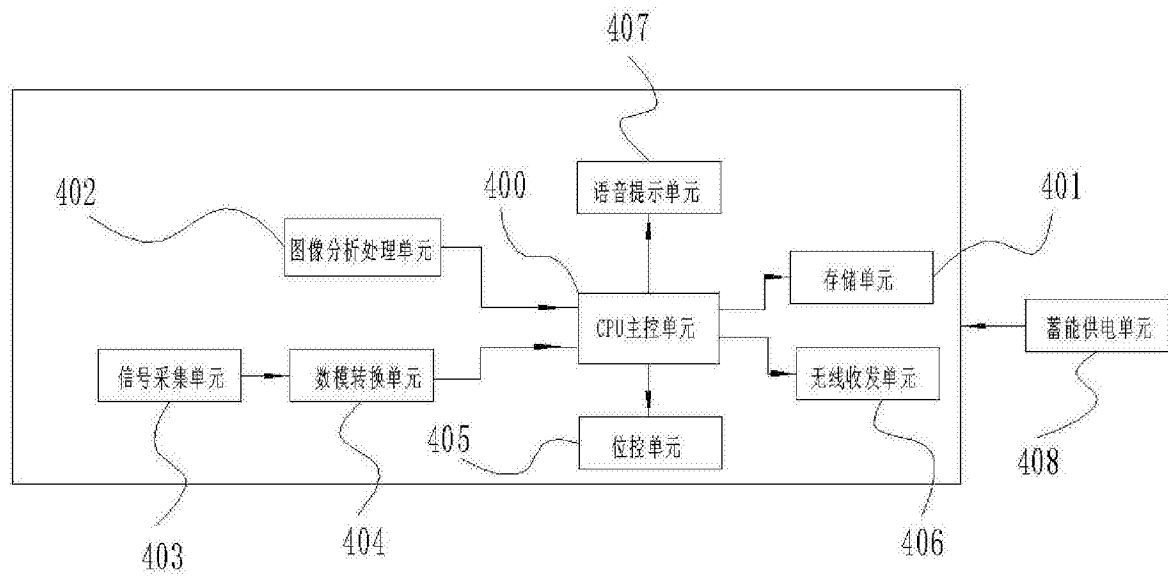 407
402
400
401
语音提示单元
图像分析处理单元
存储单元
CPU主控单元
蓄能供电单元
信号采集单元
数模转换单元
无线收发单元
405
位控单元
408
403
404
406